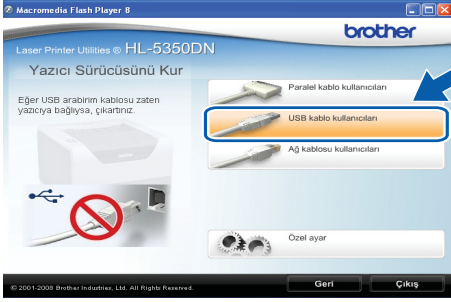 Macromedia Flash Player 8
brother
Laser Printer Utilities ® HL-5350DN
Yazıcı Sürücüsünü Kur
Eğer USB arabirim kablosu zaten
yazıcıya bağlıysa, çıkartınız.
Paralel kablo kullanıcıları
USB kablo kullanıcıları
Ağ kablosu kullanıcıları
Özel ayar
© 2001-2008 Brother Industries, Ltd. All Rights Reserved.
Geri
Çıkış